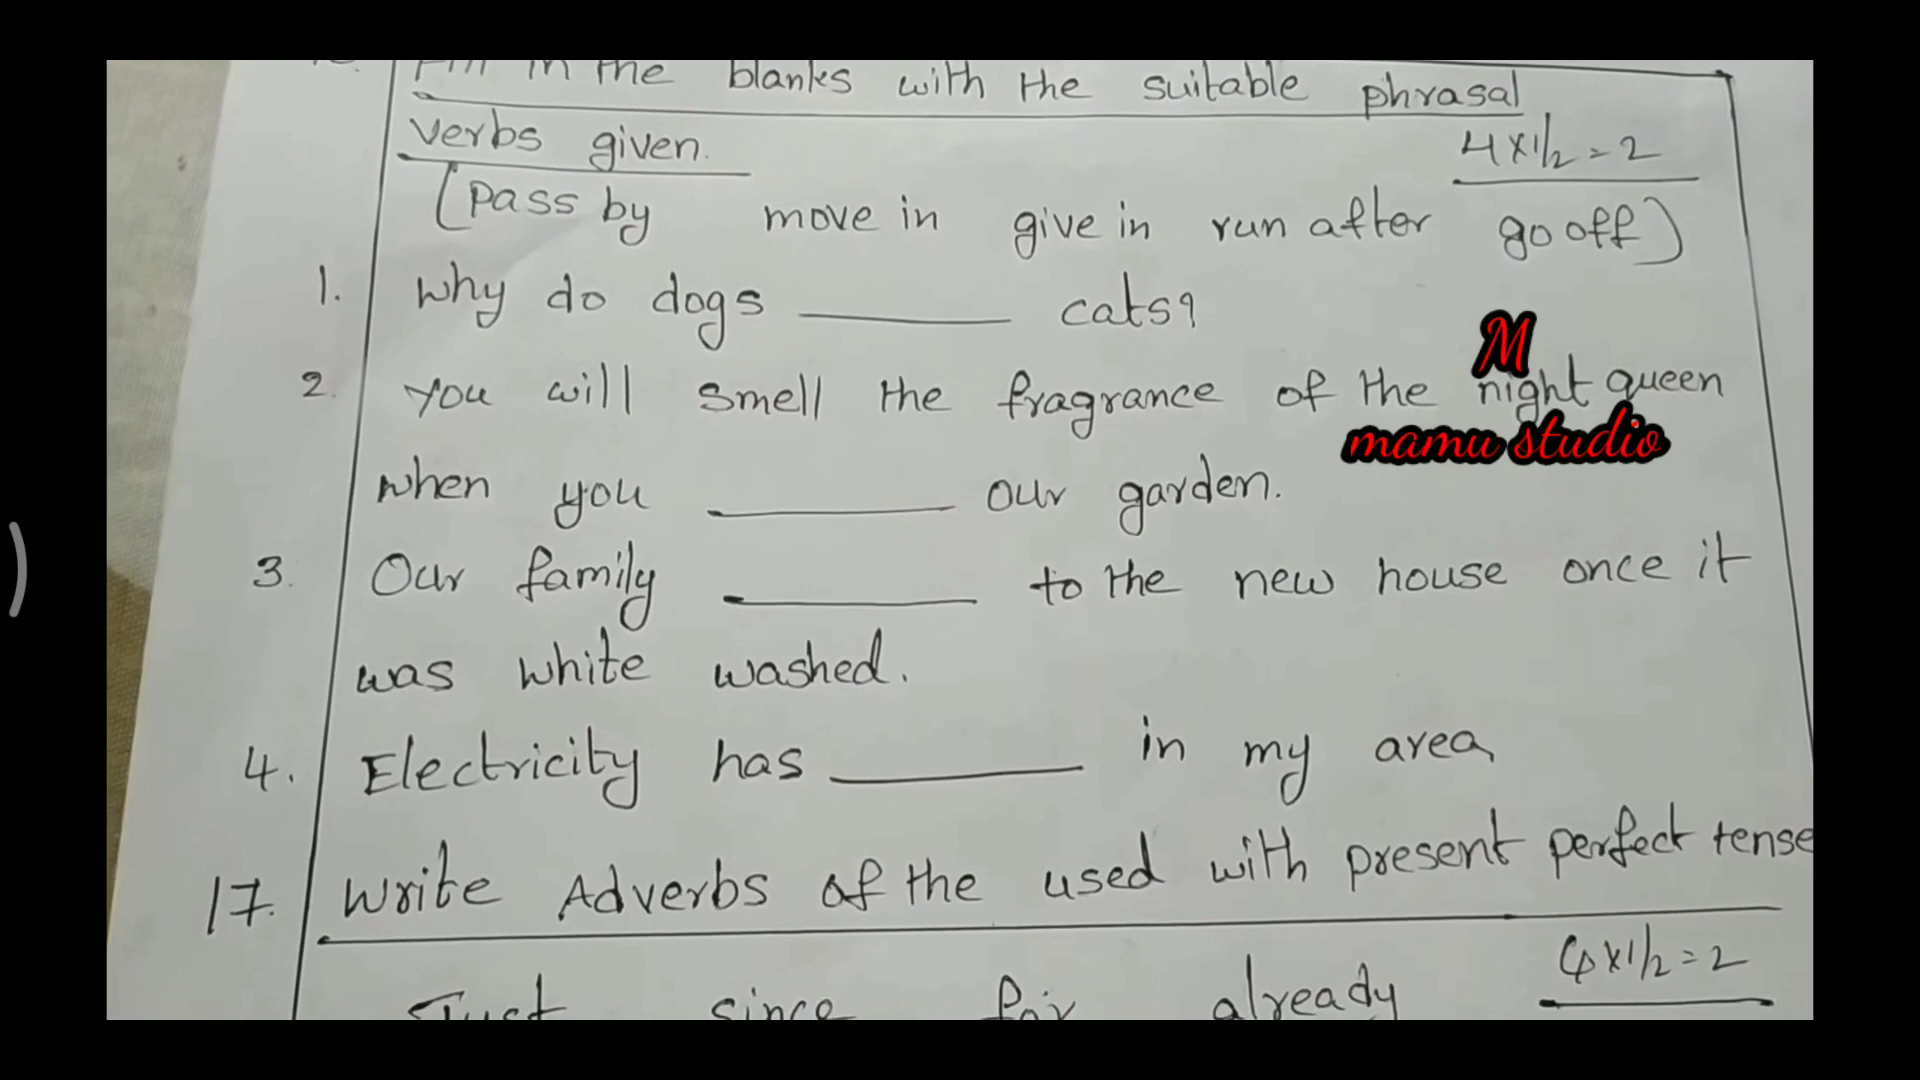 Fill in the blanks with the suitable phrasal
verbs given.
4 x 1/2 = 2
(pass by move in give in run after go off)
1. Why do dogs ______ cats?
2. You will smell the fragrance of the night queen
M
mamu studio
when you ______ our garden.
3. Our family ______ to the new house once it
was white washed.
4. Electricity has ______ in my area
17. Write Adverbs of the used with present perfect tense
4 x 1/2 = 2
Just since for already